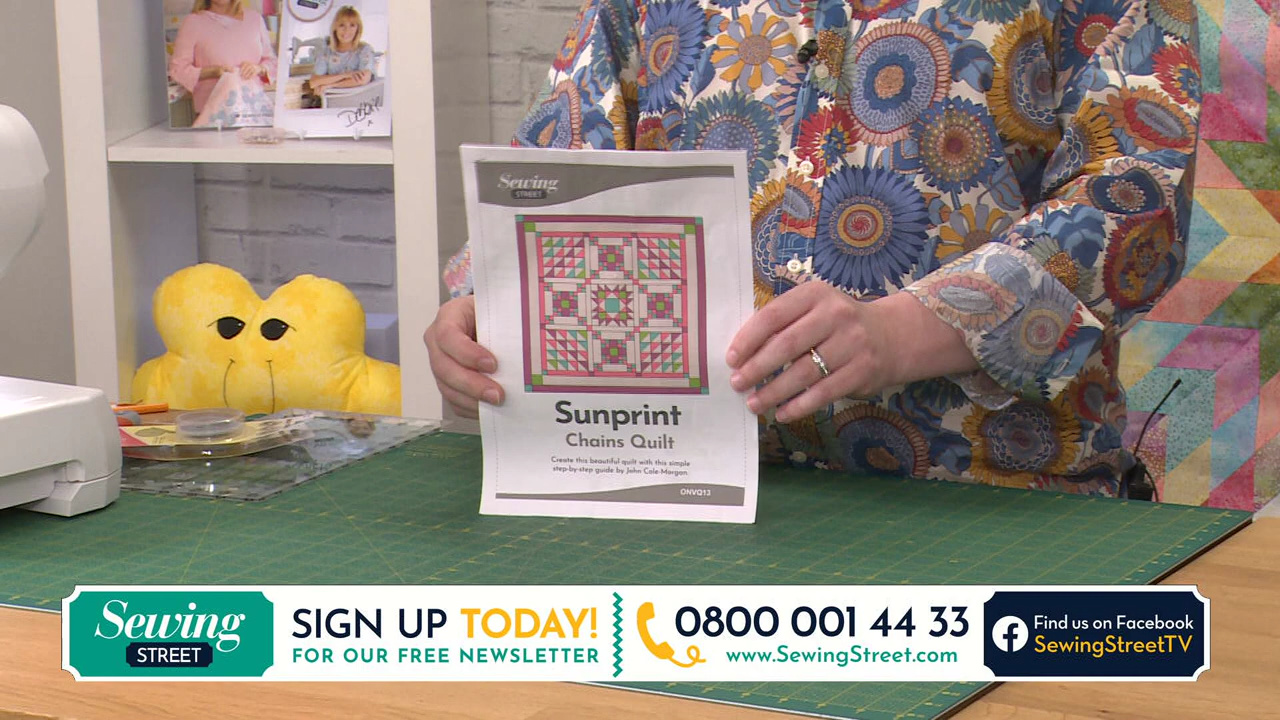 Debbie
Sewing
STREET
Sunprint
Chains Quilt
Create this beautiful quilt with this simple
step-by-step guide by John Cole-Morgan.
ONVQ13
Sewing
STREET
SIGN UP TODAY!
FOR OUR FREE NEWSLETTER
0800 001 44 33
www.SewingStreet.com
Find us on Facebook
SewingStreetTV